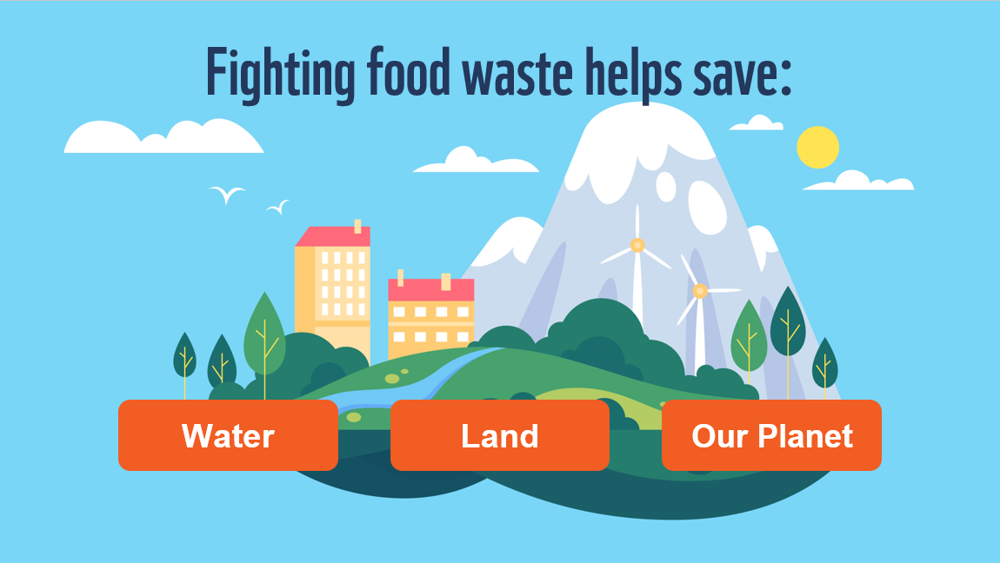 Fighting food waste helps save:
Water
Land
Our Planet